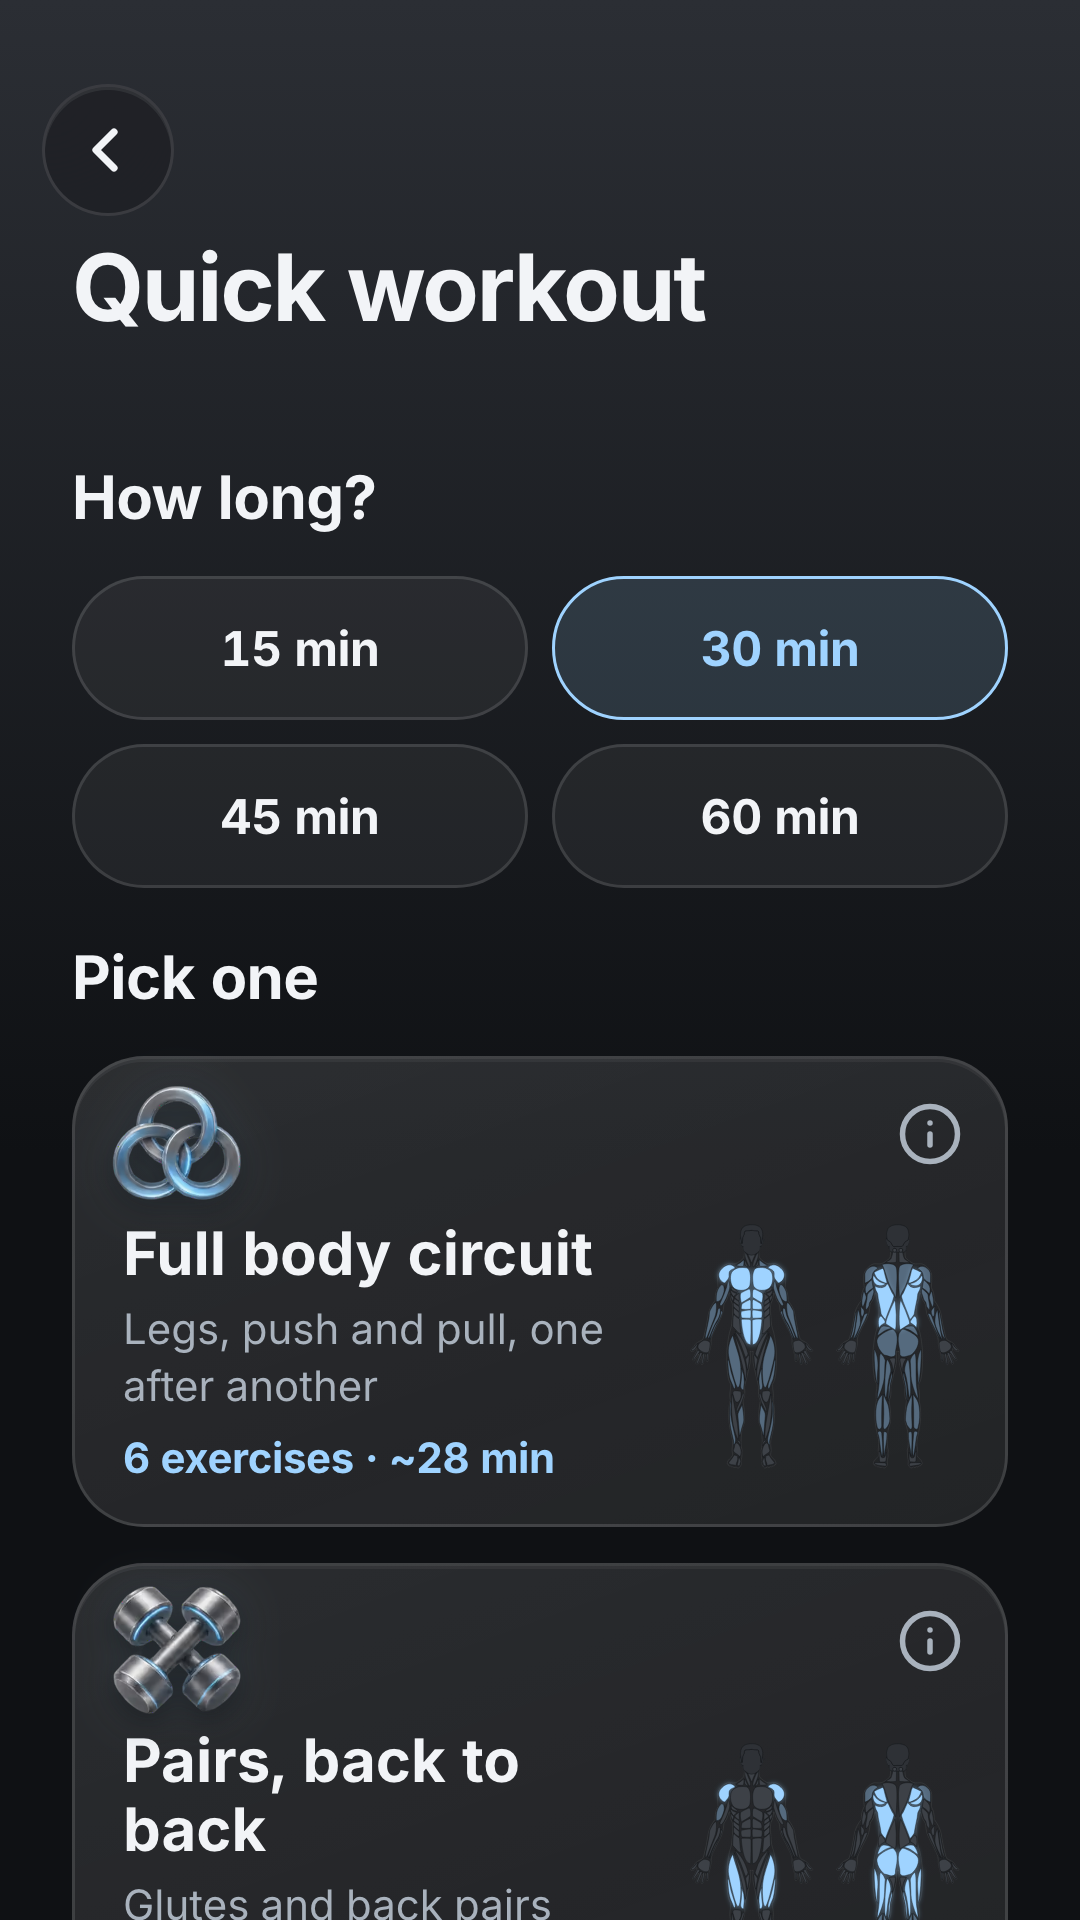 Quick workout
How long?
15 min
30 min
45 min
60 min
Pick one
Full body circuit
Legs, push and pull, one
after another
6 exercises · ~28 min
Pairs, back to
back
Glutes and back pairs